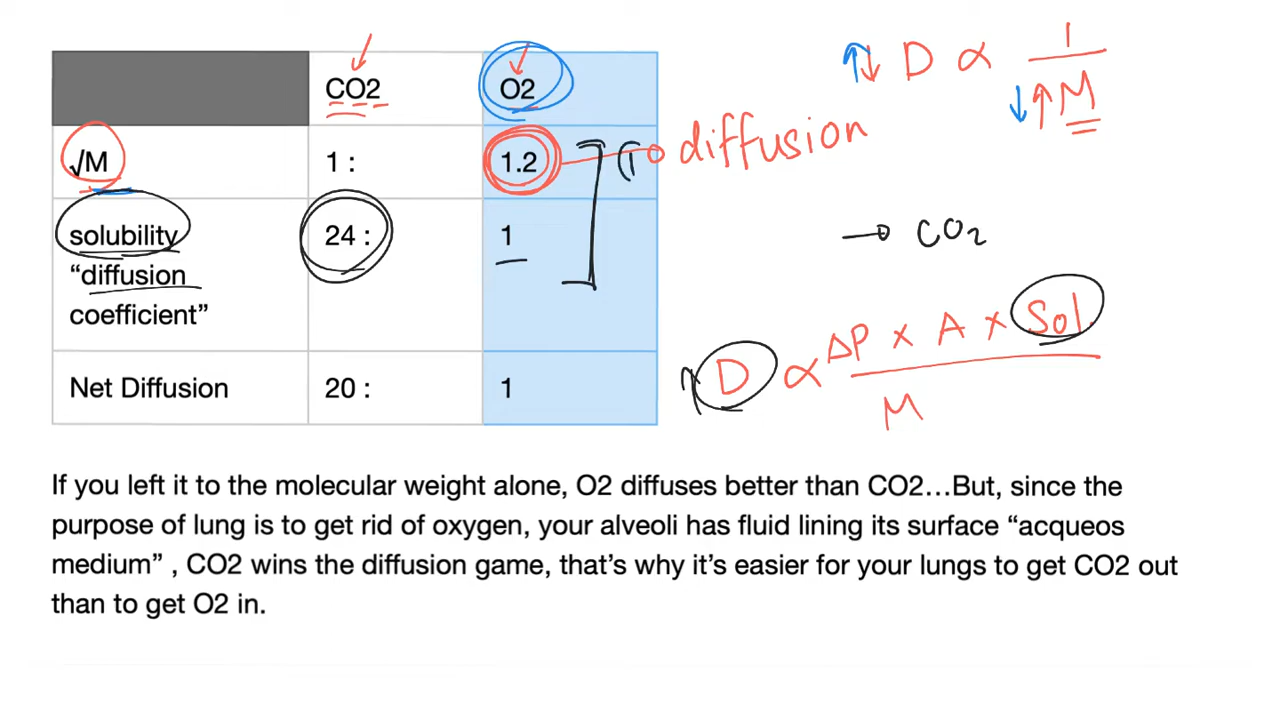 CO2 O2
√M 1 : 1.2
solubility 24 : 1
“diffusion
coefficient”
Net Diffusion 20 : 1
↑↓ D ∝ 1 / ↓↑ M
diffusion
→ CO2
↑ D ∝ ΔP × A × Sol / M
If you left it to the molecular weight alone, O2 diffuses better than CO2…But, since the
purpose of lung is to get rid of oxygen, your alveoli has fluid lining its surface “acqueos
medium” , CO2 wins the diffusion game, that’s why it’s easier for your lungs to get CO2 out
than to get O2 in.